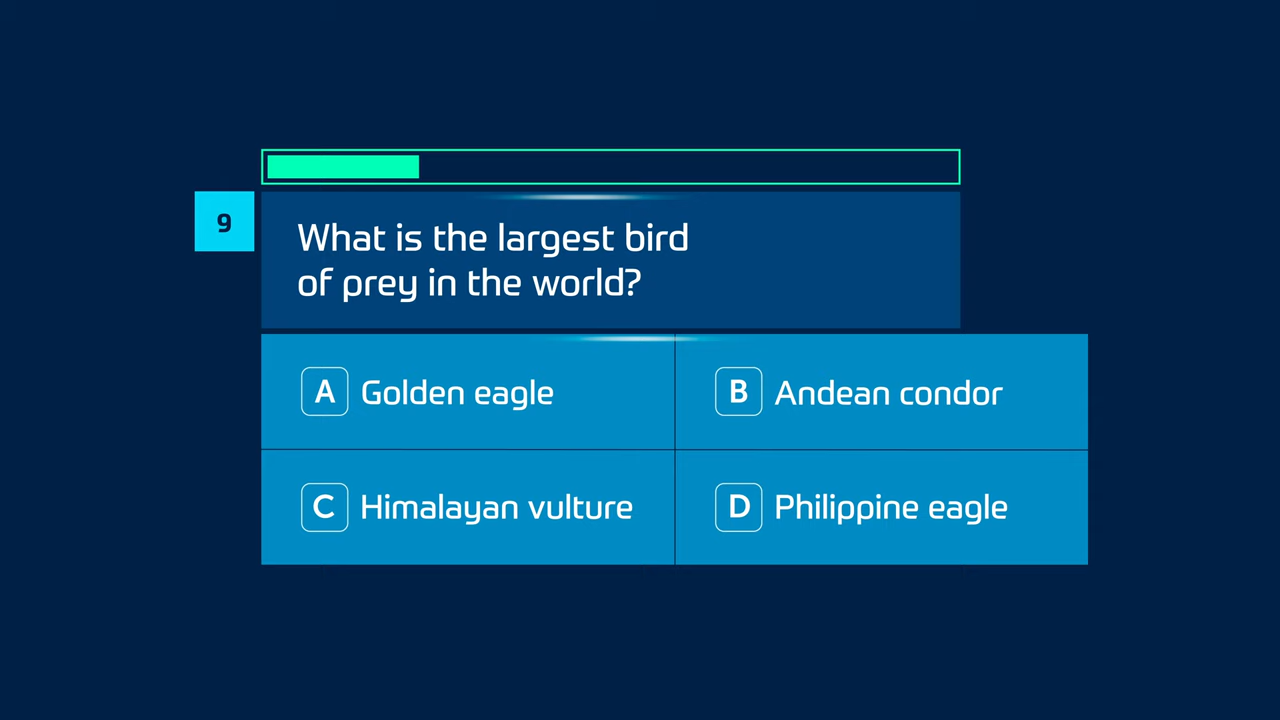 9
What is the largest bird
of prey in the world?
A Golden eagle
B Andean condor
C Himalayan vulture
D Philippine eagle